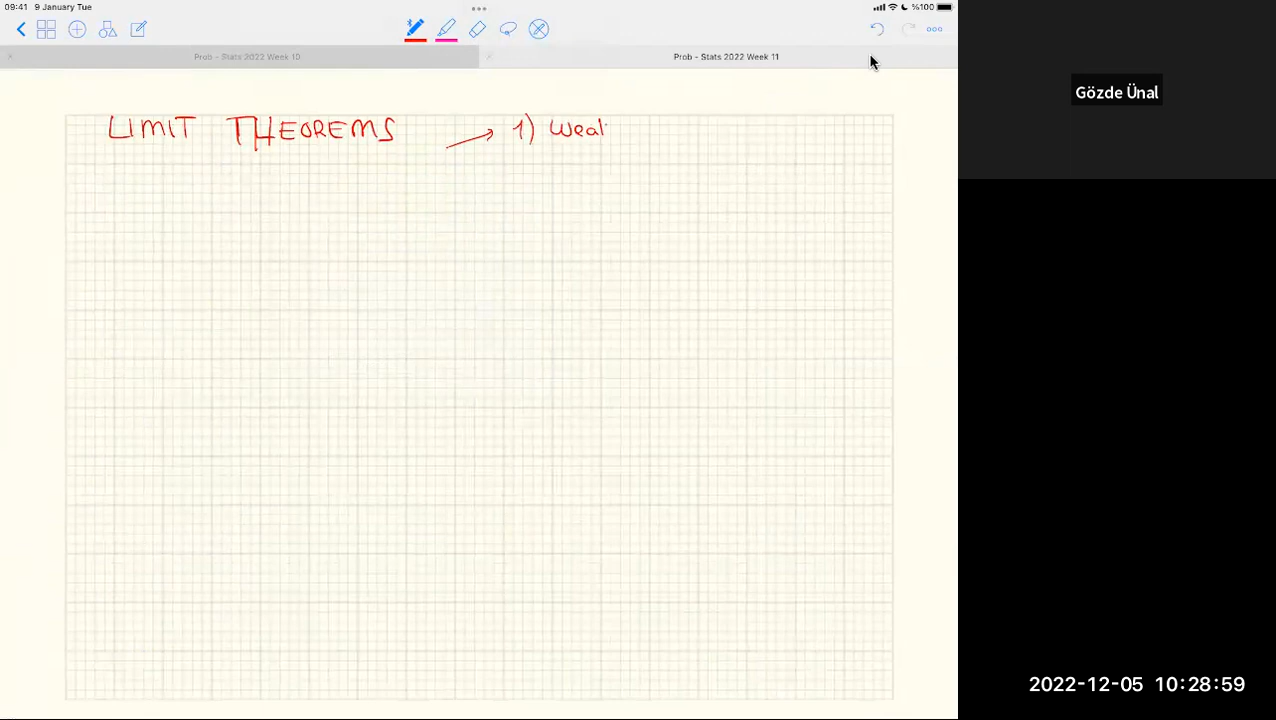 09:41 9 January Tue
%100
Prob - Stats 2022 Week 10
Prob - Stats 2022 Week 11
Gözde Ünal
LIMIT THEOREMS → 1) Weak
2022-12-05 10:28:59